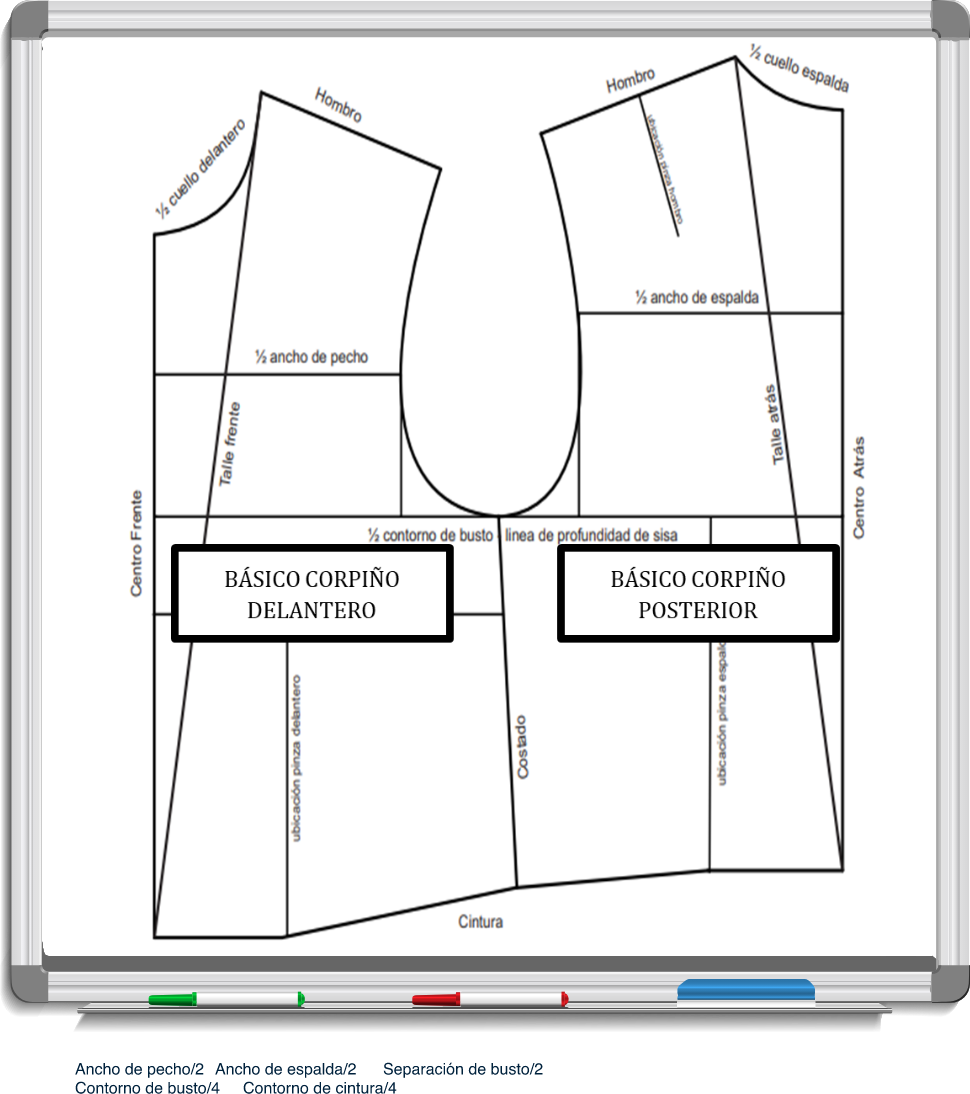 ½ cuello espalda
Hombro
Hombro
½ cuello delantero
ubicación pinza hombro
½ ancho de espalda
½ ancho de pecho
Talle frente
Talle atrás
Centro Frente
Centro Atrás
½ contorno de busto
linea de profundidad de sisa
BÁSICO CORPIÑO
DELANTERO
BÁSICO CORPIÑO
POSTERIOR
ubicación pinza delantero
Costado
ubicación pinza
Cintura
Ancho de pecho/2 Ancho de espalda/2 Separación de busto/2
Contorno de busto/4 Contorno de cintura/4